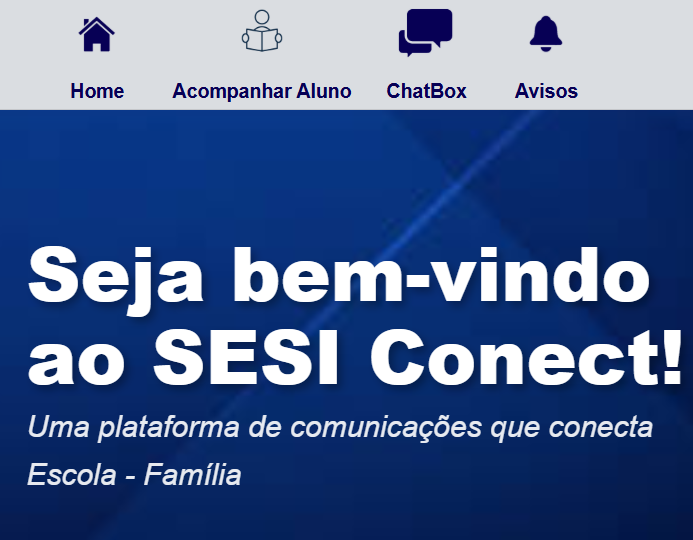 Home Acompanhar Aluno ChatBox Avisos
Seja bem-vindo
ao SESI Conect!
Uma plataforma de comunicações que conecta
Escola - Família